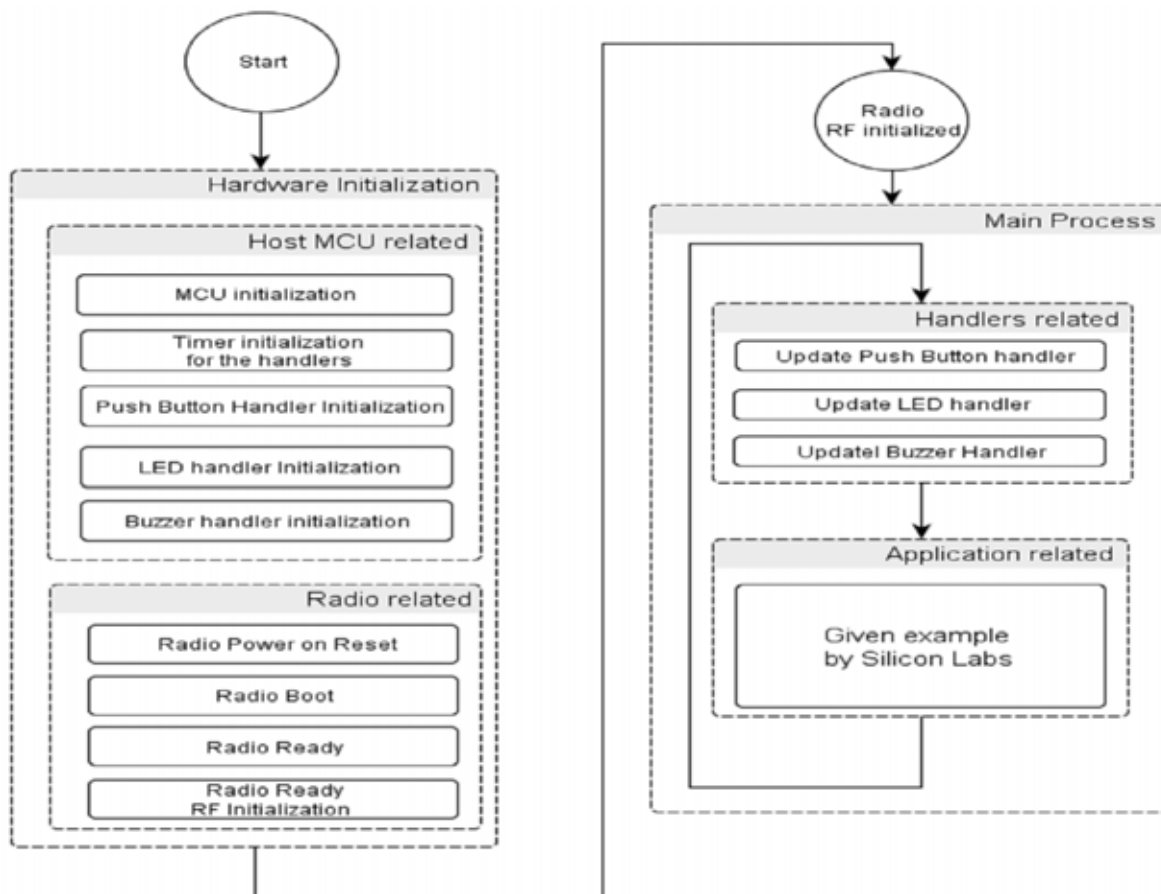 Start
Hardware Initialization
Host MCU related
MCU initialization
Timer initialization
for the handlers
Push Button Handler Initialization
LED handler Initialization
Buzzer handler initialization
Radio related
Radio Power on Reset
Radio Boot
Radio Ready
Radio Ready
RF Initialization
Radio
RF initialized
Main Process
Handlers related
Update Push Button handler
Update LED handler
Updatel Buzzer Handler
Application related
Given example
by Silicon Labs